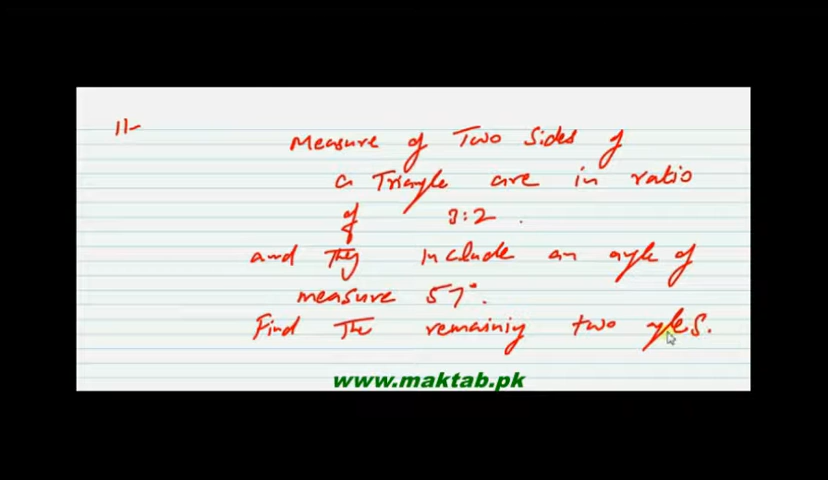 11-
Measure of Two sides of
a Triangle are in ratio
of 3:2.
and They include an angle of
measure 57°.
Find The remaining two angles.
www.maktab.pk